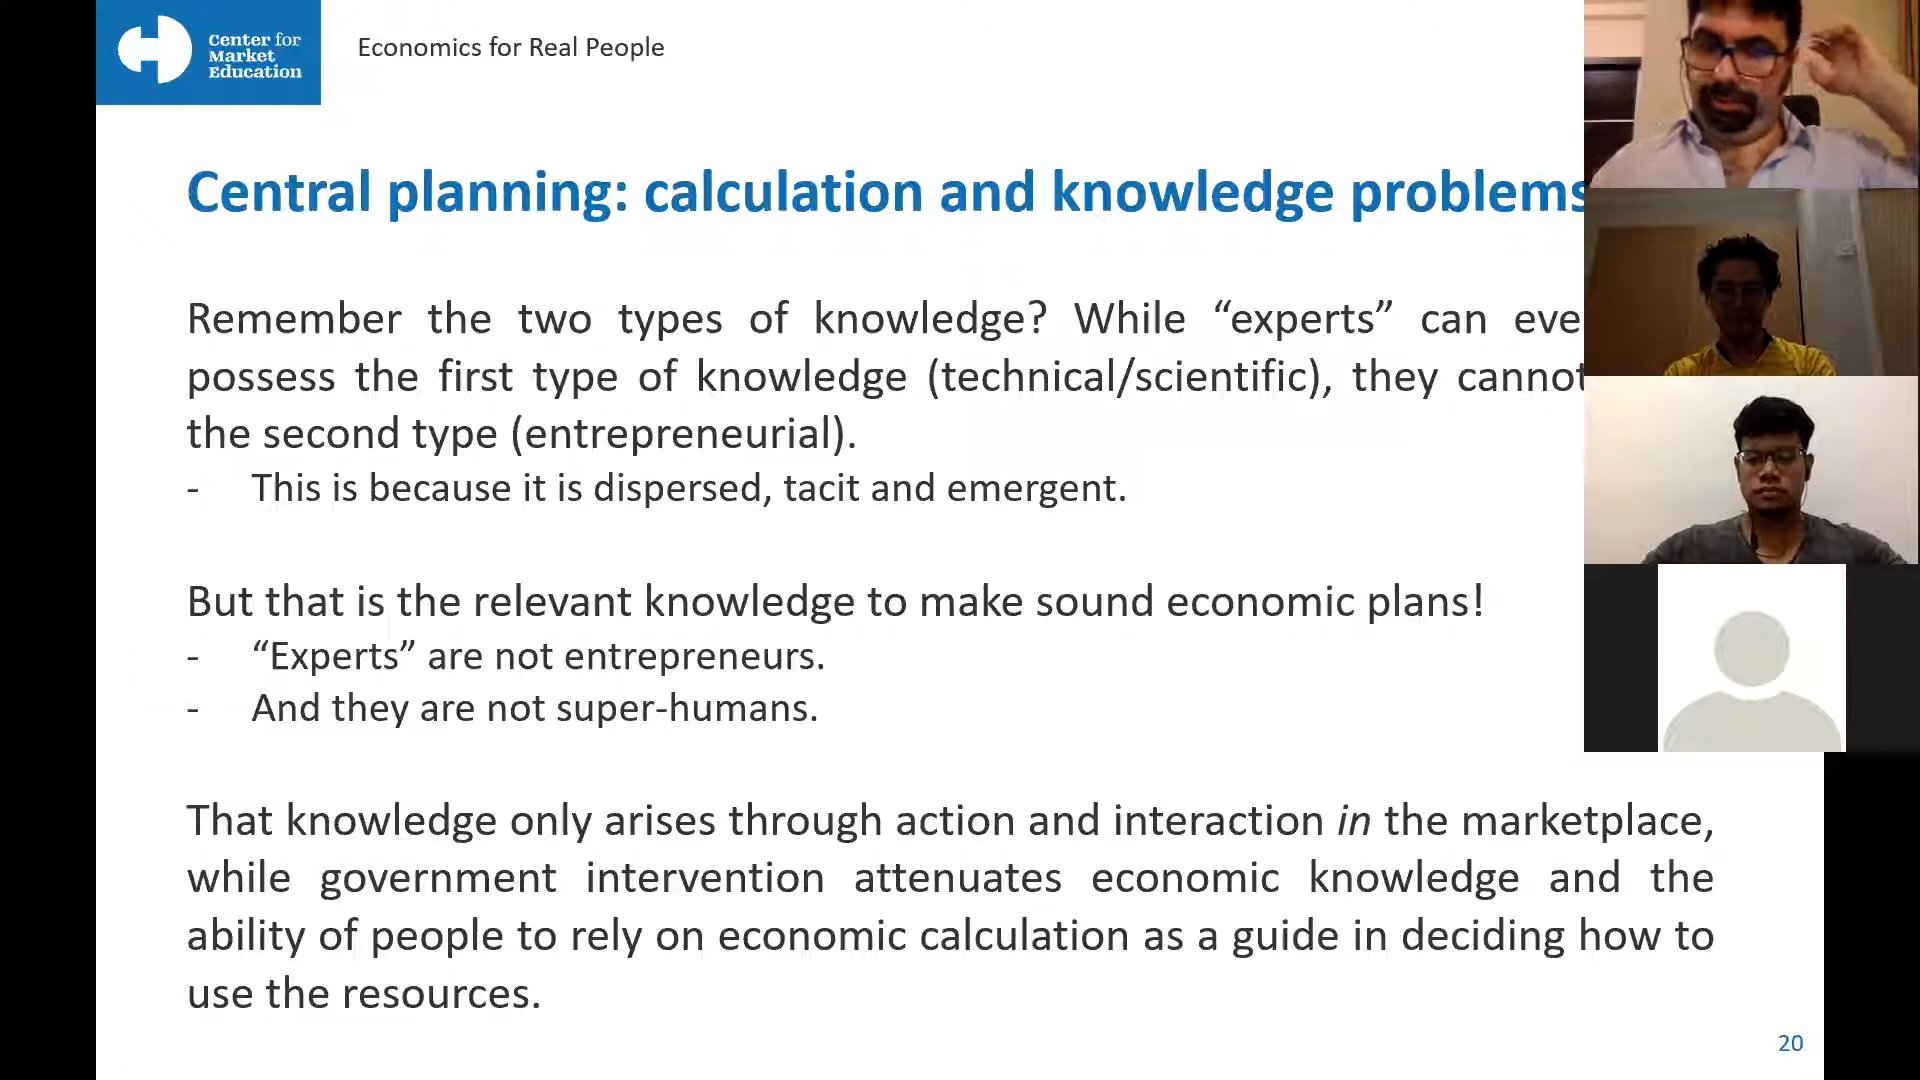 Center for
Market
Education
Economics for Real People
Central planning: calculation and knowledge problems
Remember the two types of knowledge? While “experts” can eve
possess the first type of knowledge (technical/scientific), they cannot
the second type (entrepreneurial).
- This is because it is dispersed, tacit and emergent.
But that is the relevant knowledge to make sound economic plans!
- “Experts” are not entrepreneurs.
- And they are not super-humans.
That knowledge only arises through action and interaction in the marketplace,
while government intervention attenuates economic knowledge and the
ability of people to rely on economic calculation as a guide in deciding how to
use the resources.
20